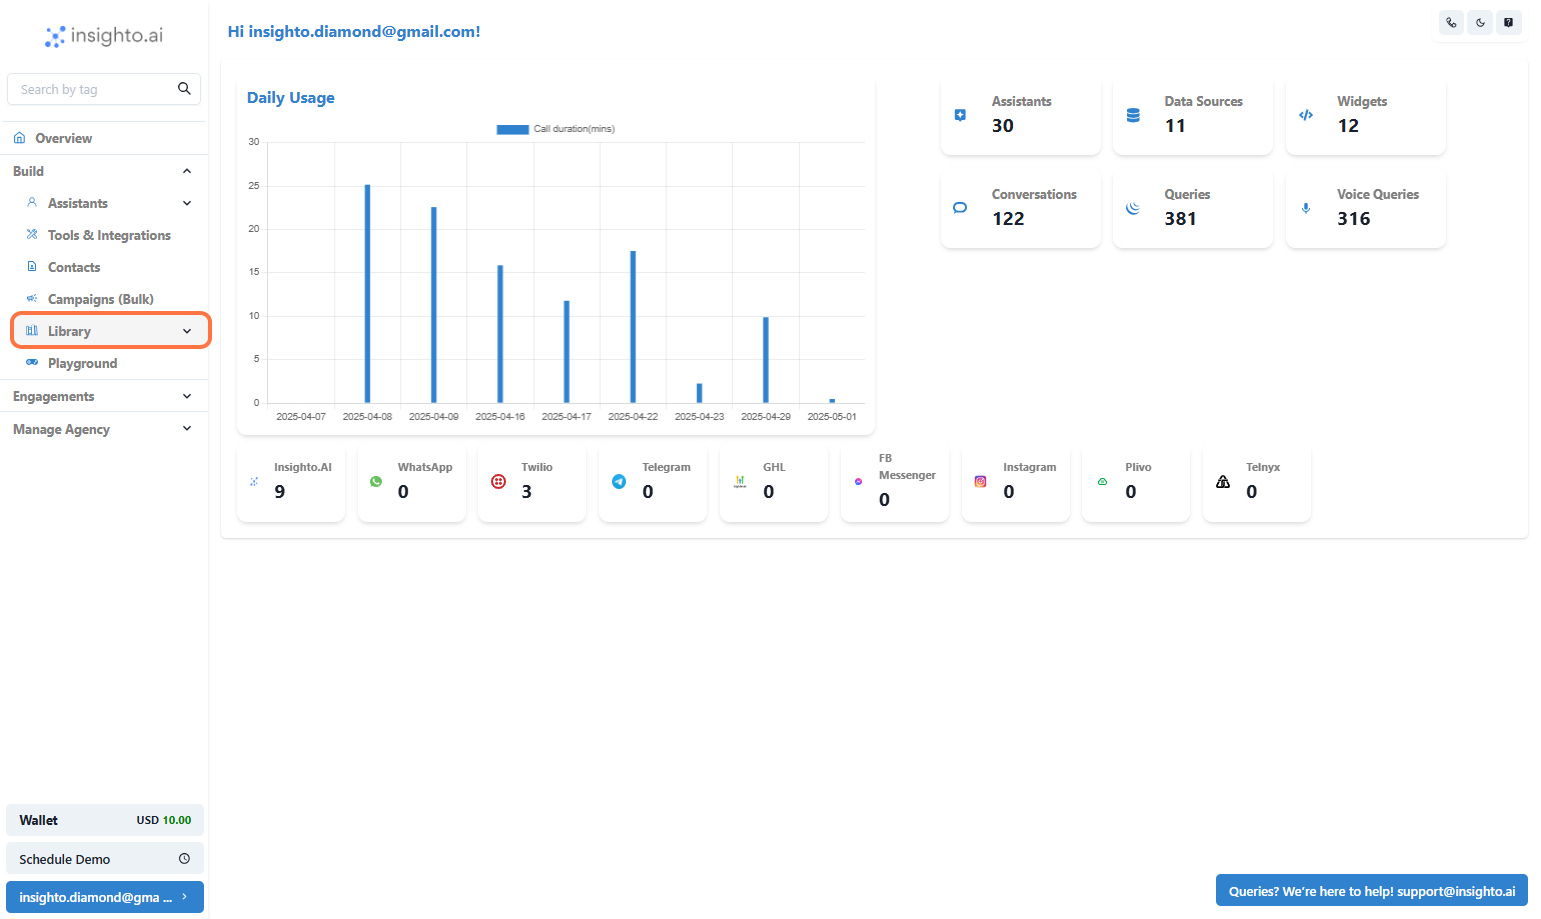 insighto.ai
Search by tag
Overview
Build
Assistants
Tools & Integrations
Contacts
Campaigns (Bulk)
Library
Playground
Engagements
Manage Agency
Wallet USD 10.00
Schedule Demo
insighto.diamond@gma ...
Hi insighto.diamond@gmail.com!
Daily Usage
Call duration(mins)
30
25
20
15
10
5
0
2025-04-07 2025-04-08 2025-04-09 2025-04-16 2025-04-17 2025-04-22 2025-04-23 2025-04-29 2025-05-01
Assistants
30
Data Sources
11
Widgets
12
Conversations
122
Queries
381
Voice Queries
316
Insighto.AI
9
WhatsApp
0
Twilio
3
Telegram
0
GHL
0
FB
Messenger
0
Instagram
0
Plivo
0
Telnyx
0
Queries? We're here to help! support@insighto.ai